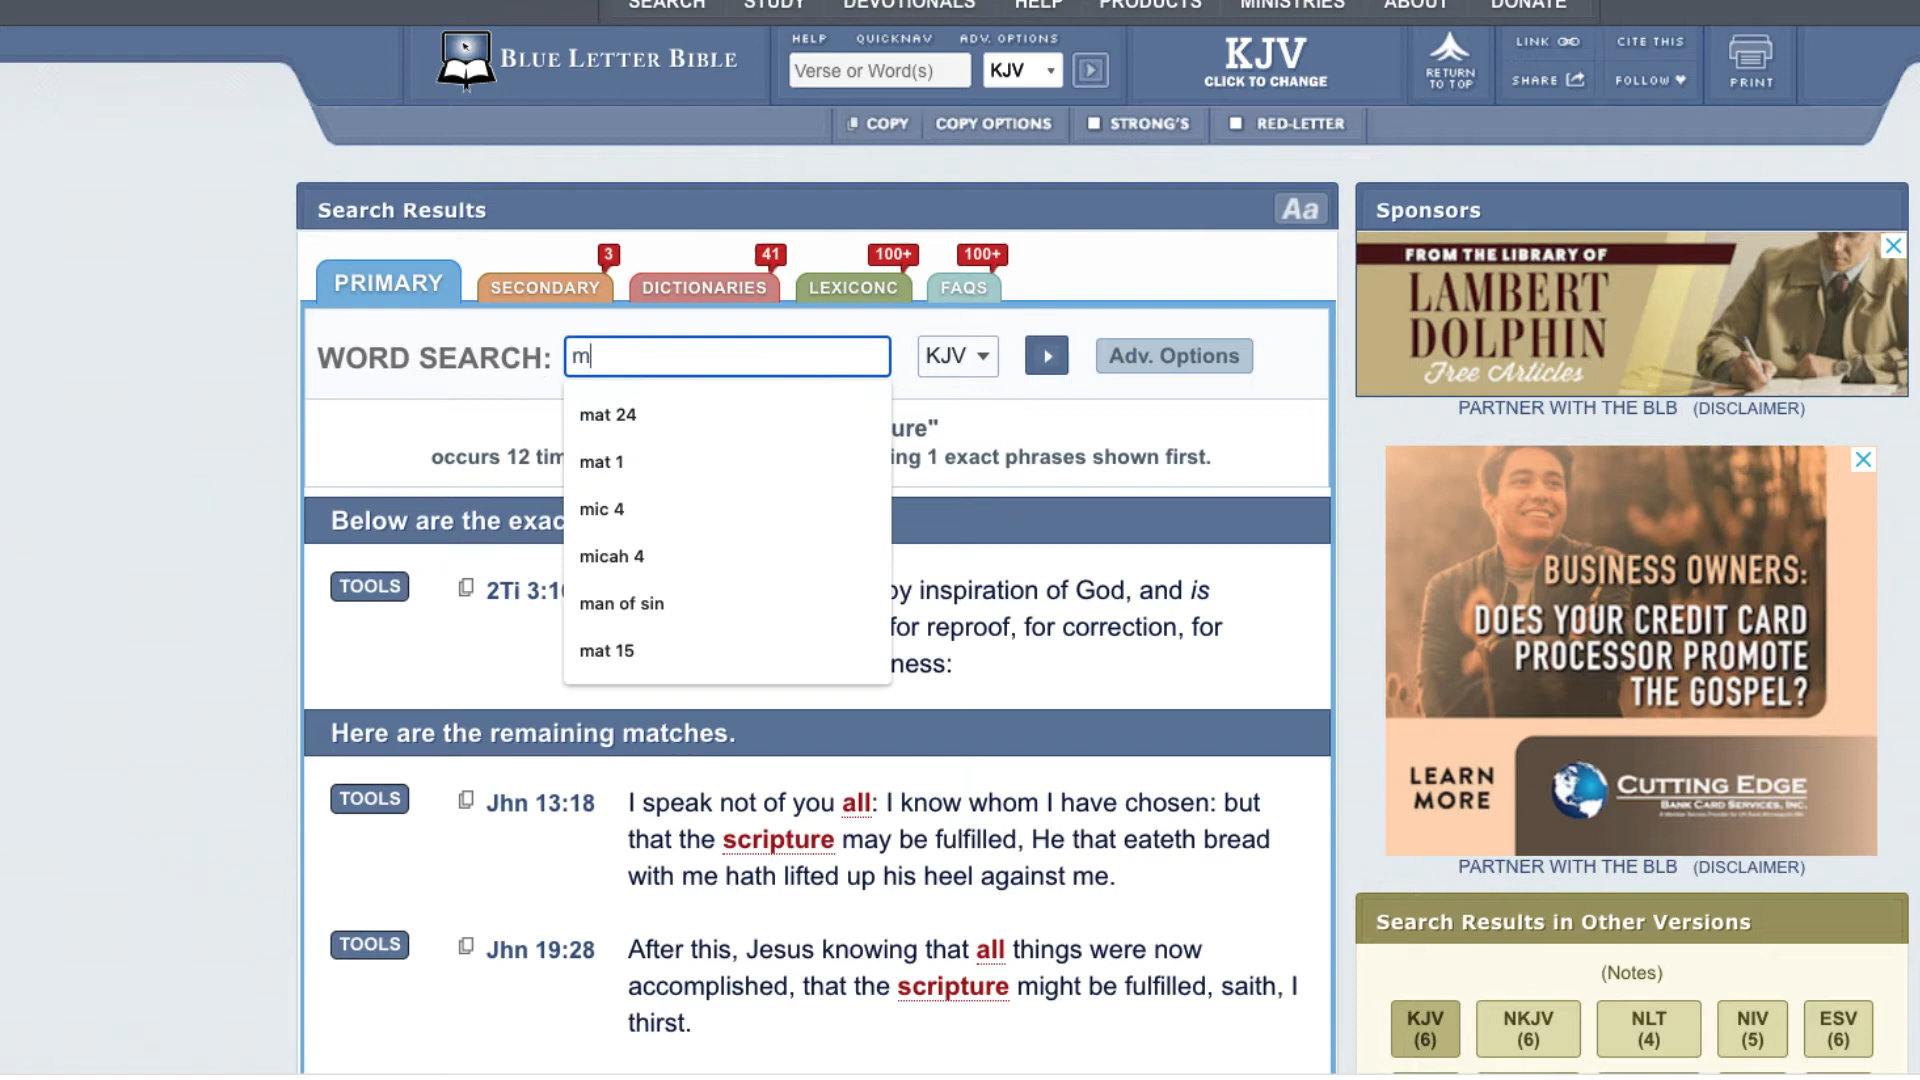 SEARCH STUDY DEVOTIONALS HELP PRODUCTS MINISTRIES ABOUT DONATE
BLUE LETTER BIBLE
HELP QUICKNAV ADV. OPTIONS
Verse or Word(s) KJV
KJV
CLICK TO CHANGE
RETURN
TO TOP
LINK CITE THIS
SHARE FOLLOW
PRINT
COPY COPY OPTIONS STRONG'S RED-LETTER
Search Results Aa
3 41 100+ 100+
PRIMARY SECONDARY DICTIONARIES LEXICONC FAQS
WORD SEARCH: m KJV Adv. Options
mat 24
mat 1
mic 4
micah 4
man of sin
mat 15
ure"
occurs 12 tim ing 1 exact phrases shown first.
Below are the exac
TOOLS 2Ti 3:1 by inspiration of God, and is
for reproof, for correction, for
ness:
Here are the remaining matches.
TOOLS Jhn 13:18 I speak not of you all: I know whom I have chosen: but
that the scripture may be fulfilled, He that eateth bread
with me hath lifted up his heel against me.
TOOLS Jhn 19:28 After this, Jesus knowing that all things were now
accomplished, that the scripture might be fulfilled, saith, I
thirst.
Sponsors
FROM THE LIBRARY OF
LAMBERT
DOLPHIN
Free Articles
PARTNER WITH THE BLB (DISCLAIMER)
BUSINESS OWNERS:
DOES YOUR CREDIT CARD
PROCESSOR PROMOTE
THE GOSPEL?
LEARN
MORE
CUTTING EDGE
BANK CARD SERVICES, INC.
PARTNER WITH THE BLB (DISCLAIMER)
Search Results in Other Versions
(Notes)
KJV NKJV NLT NIV ESV
(6) (6) (4) (5) (6)